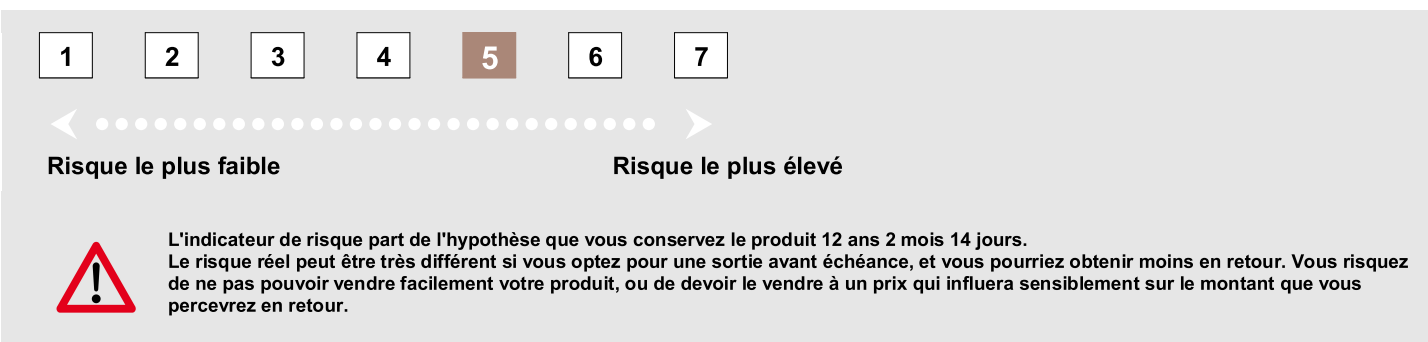 1 2 3 4 5 6 7
Risque le plus faible Risque le plus élevé
L'indicateur de risque part de l'hypothèse que vous conservez le produit 12 ans 2 mois 14 jours.
Le risque réel peut être très différent si vous optez pour une sortie avant échéance, et vous pourriez obtenir moins en retour. Vous risquez
de ne pas pouvoir vendre facilement votre produit, ou de devoir le vendre à un prix qui influera sensiblement sur le montant que vous
percevrez en retour.